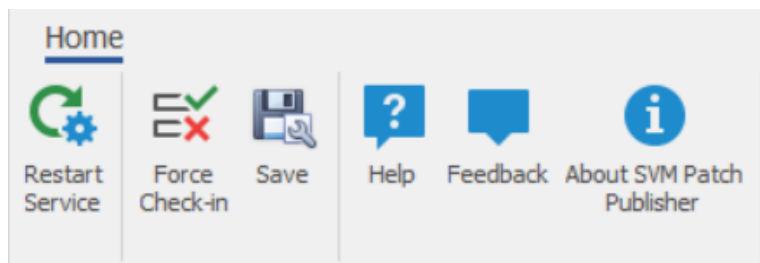 Home
Restart
Service
Force
Check-in
Save
?
Help
Feedback
i
About SVM Patch
Publisher